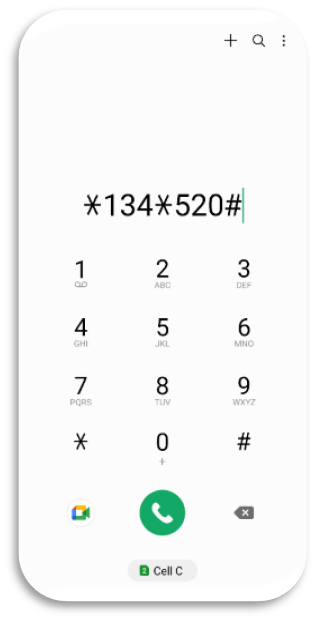 *134*520#
1 2 3
ABC DEF
4 5 6
GHI JKL MNO
7 8 9
PQRS TUV WXYZ
* 0 #
+
2 Cell C